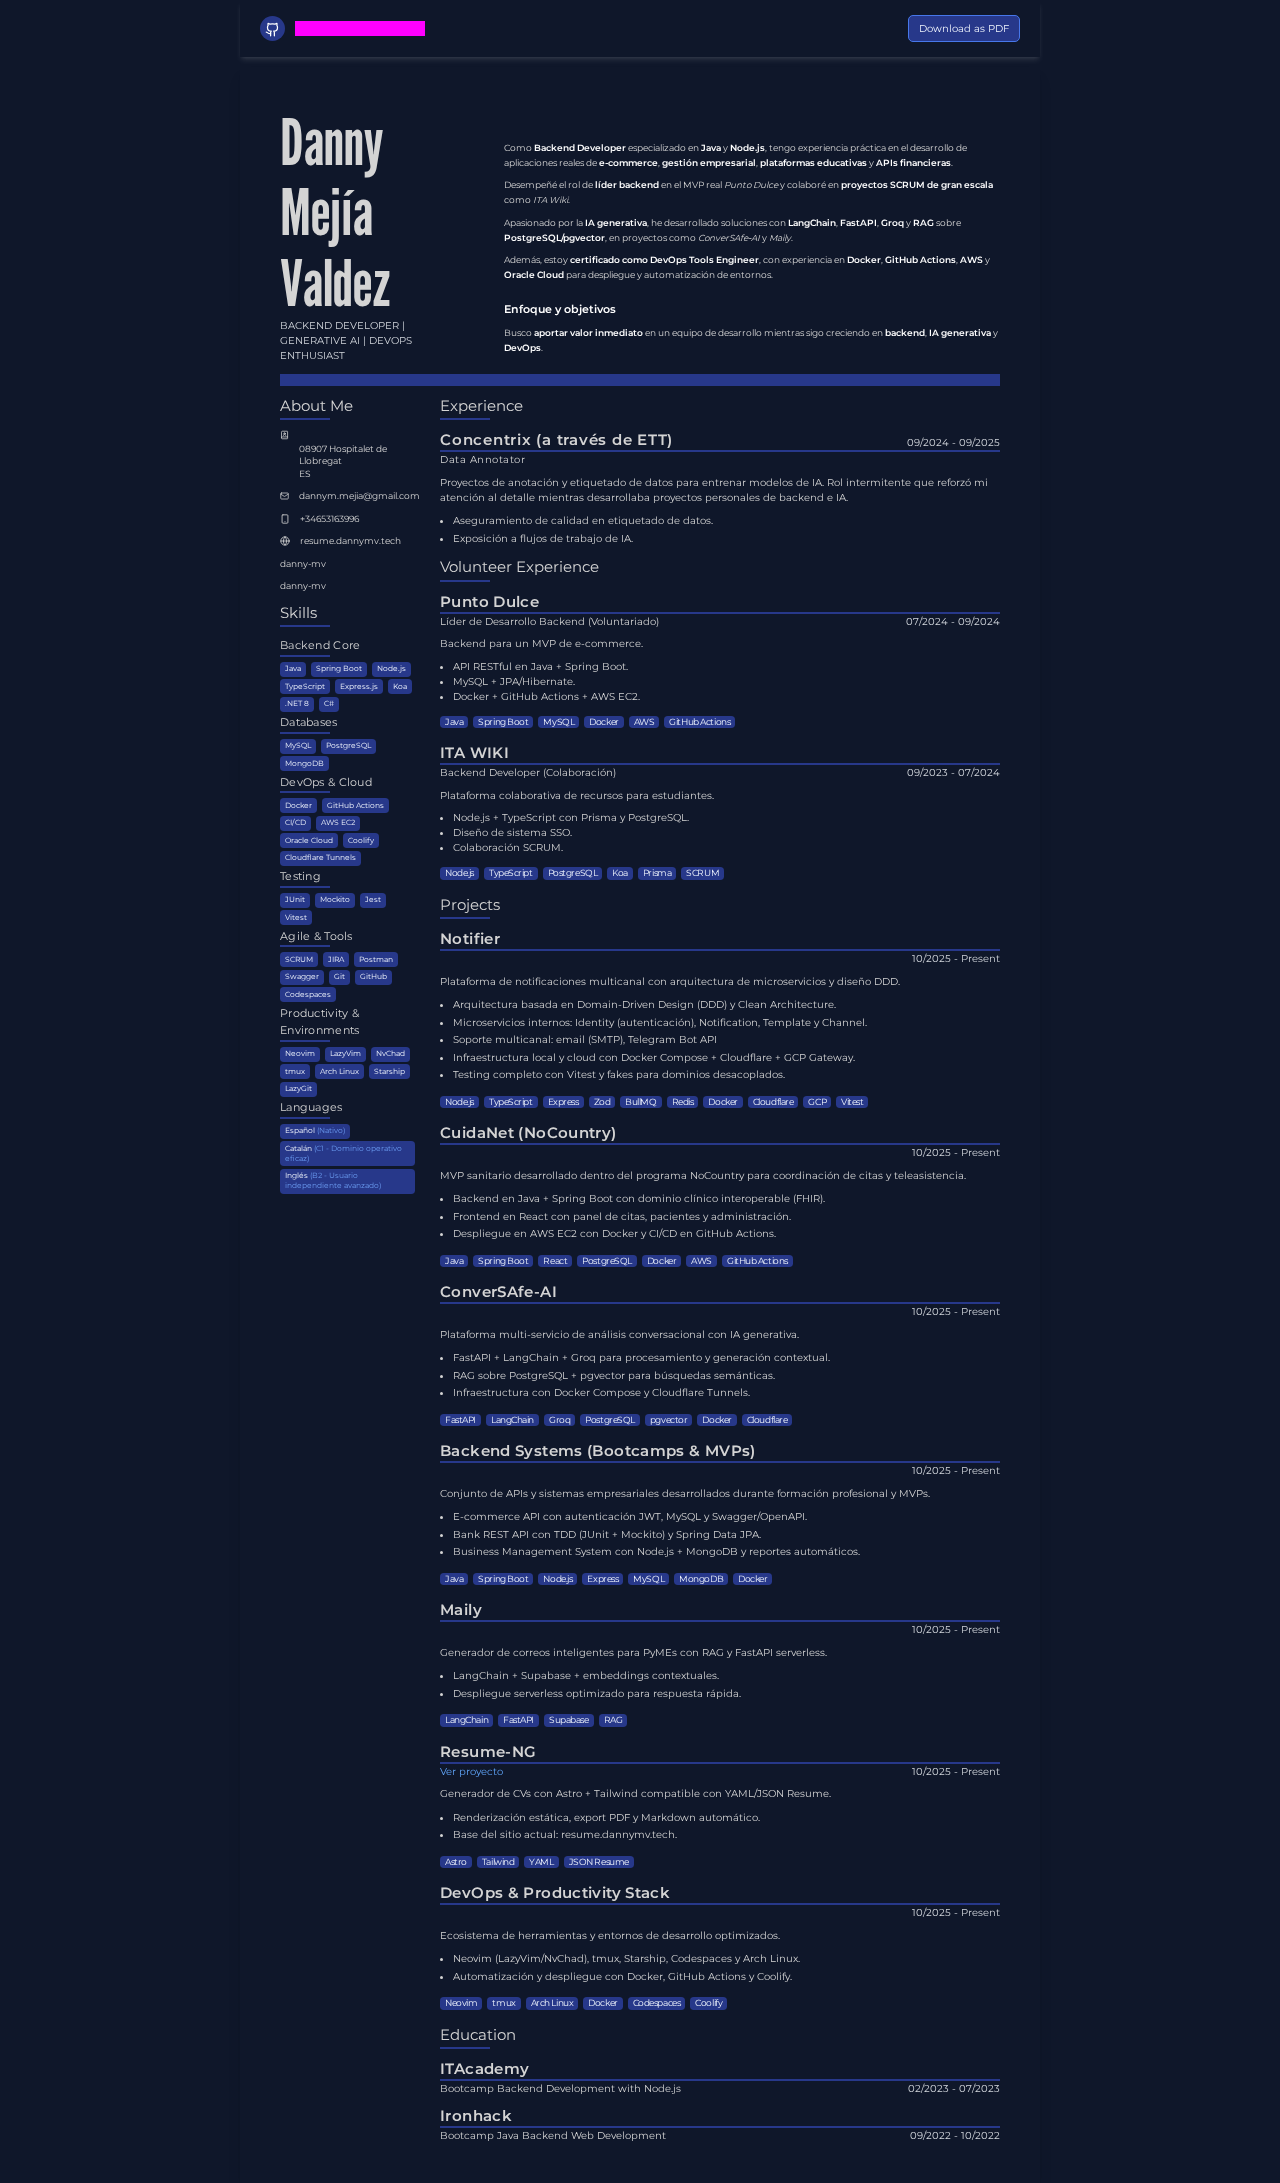 Download as PDF
Danny
Mejía
Valdez
BACKEND DEVELOPER |
GENERATIVE AI | DEVOPS
ENTHUSIAST
Como Backend Developer especializado en Java y Node.js, tengo experiencia práctica en el desarrollo de
aplicaciones reales de e-commerce, gestión empresarial, plataformas educativas y APIs financieras.
Desempeñé el rol de líder backend en el MVP real Punto Dulce y colaboré en proyectos SCRUM de gran escala
como ITA Wiki.
Apasionado por la IA generativa, he desarrollado soluciones con LangChain, FastAPI, Groq y RAG sobre
PostgreSQL/pgvector, en proyectos como ConverSAfe-AI y Maily.
Además, estoy certificado como DevOps Tools Engineer, con experiencia en Docker, GitHub Actions, AWS y
Oracle Cloud para despliegue y automatización de entornos.
Enfoque y objetivos
Busco aportar valor inmediato en un equipo de desarrollo mientras sigo creciendo en backend, IA generativa y
DevOps.
About Me
08907 Hospitalet de
Llobregat
ES
dannym.mejia@gmail.com
+34653163996
resume.dannymv.tech
danny-mv
danny-mv
Skills
Backend Core
Java Spring Boot Node.js
TypeScript Express.js Koa
.NET 8 C#
Databases
MySQL PostgreSQL
MongoDB
DevOps & Cloud
Docker GitHub Actions
CI/CD AWS EC2
Oracle Cloud Coolify
Cloudflare Tunnels
Testing
JUnit Mockito Jest
Vitest
Agile & Tools
SCRUM JIRA Postman
Swagger Git GitHub
Codespaces
Productivity &
Environments
Neovim LazyVim NvChad
tmux Arch Linux Starship
LazyGit
Languages
Español (Nativo)
Catalán (C1 - Dominio operativo
eficaz)
Inglés (B2 - Usuario
independiente avanzado)
Experience
Concentrix (a través de ETT) 09/2024 - 09/2025
Data Annotator
Proyectos de anotación y etiquetado de datos para entrenar modelos de IA. Rol intermitente que reforzó mi
atención al detalle mientras desarrollaba proyectos personales de backend e IA.
• Aseguramiento de calidad en etiquetado de datos.
• Exposición a flujos de trabajo de IA.
Volunteer Experience
Punto Dulce
Líder de Desarrollo Backend (Voluntariado) 07/2024 - 09/2024
Backend para un MVP de e-commerce.
• API RESTful en Java + Spring Boot.
• MySQL + JPA/Hibernate.
• Docker + GitHub Actions + AWS EC2.
Java Spring Boot MySQL Docker AWS GitHub Actions
ITA WIKI
Backend Developer (Colaboración) 09/2023 - 07/2024
Plataforma colaborativa de recursos para estudiantes.
• Node.js + TypeScript con Prisma y PostgreSQL.
• Diseño de sistema SSO.
• Colaboración SCRUM.
Node.js TypeScript PostgreSQL Koa Prisma SCRUM
Projects
Notifier
10/2025 - Present
Plataforma de notificaciones multicanal con arquitectura de microservicios y diseño DDD.
• Arquitectura basada en Domain-Driven Design (DDD) y Clean Architecture.
• Microservicios internos: Identity (autenticación), Notification, Template y Channel.
• Soporte multicanal: email (SMTP), Telegram Bot API
• Infraestructura local y cloud con Docker Compose + Cloudflare + GCP Gateway.
• Testing completo con Vitest y fakes para dominios desacoplados.
Node.js TypeScript Express Zod BullMQ Redis Docker Cloudflare GCP Vitest
CuidaNet (NoCountry)
10/2025 - Present
MVP sanitario desarrollado dentro del programa NoCountry para coordinación de citas y teleasistencia.
• Backend en Java + Spring Boot con dominio clínico interoperable (FHIR).
• Frontend en React con panel de citas, pacientes y administración.
• Despliegue en AWS EC2 con Docker y CI/CD en GitHub Actions.
Java Spring Boot React PostgreSQL Docker AWS GitHub Actions
ConverSAfe-AI
10/2025 - Present
Plataforma multi-servicio de análisis conversacional con IA generativa.
• FastAPI + LangChain + Groq para procesamiento y generación contextual.
• RAG sobre PostgreSQL + pgvector para búsquedas semánticas.
• Infraestructura con Docker Compose y Cloudflare Tunnels.
FastAPI LangChain Groq PostgreSQL pgvector Docker Cloudflare
Backend Systems (Bootcamps & MVPs)
10/2025 - Present
Conjunto de APIs y sistemas empresariales desarrollados durante formación profesional y MVPs.
• E-commerce API con autenticación JWT, MySQL y Swagger/OpenAPI.
• Bank REST API con TDD (JUnit + Mockito) y Spring Data JPA.
• Business Management System con Node.js + MongoDB y reportes automáticos.
Java Spring Boot Node.js Express MySQL MongoDB Docker
Maily
10/2025 - Present
Generador de correos inteligentes para PyMEs con RAG y FastAPI serverless.
• LangChain + Supabase + embeddings contextuales.
• Despliegue serverless optimizado para respuesta rápida.
LangChain FastAPI Supabase RAG
Resume-NG
Ver proyecto 10/2025 - Present
Generador de CVs con Astro + Tailwind compatible con YAML/JSON Resume.
• Renderización estática, export PDF y Markdown automático.
• Base del sitio actual: resume.dannymv.tech.
Astro Tailwind YAML JSON Resume
DevOps & Productivity Stack
10/2025 - Present
Ecosistema de herramientas y entornos de desarrollo optimizados.
• Neovim (LazyVim/NvChad), tmux, Starship, Codespaces y Arch Linux.
• Automatización y despliegue con Docker, GitHub Actions y Coolify.
Neovim tmux Arch Linux Docker Codespaces Coolify
Education
ITAcademy
Bootcamp Backend Development with Node.js 02/2023 - 07/2023
Ironhack
Bootcamp Java Backend Web Development 09/2022 - 10/2022